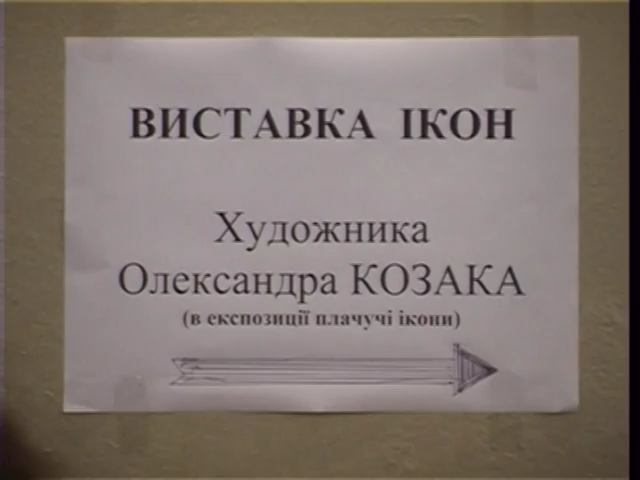 ВИСТАВКА ІКОН
Художника
Олександра КОЗАКА
(в експозиції плачучі ікони)